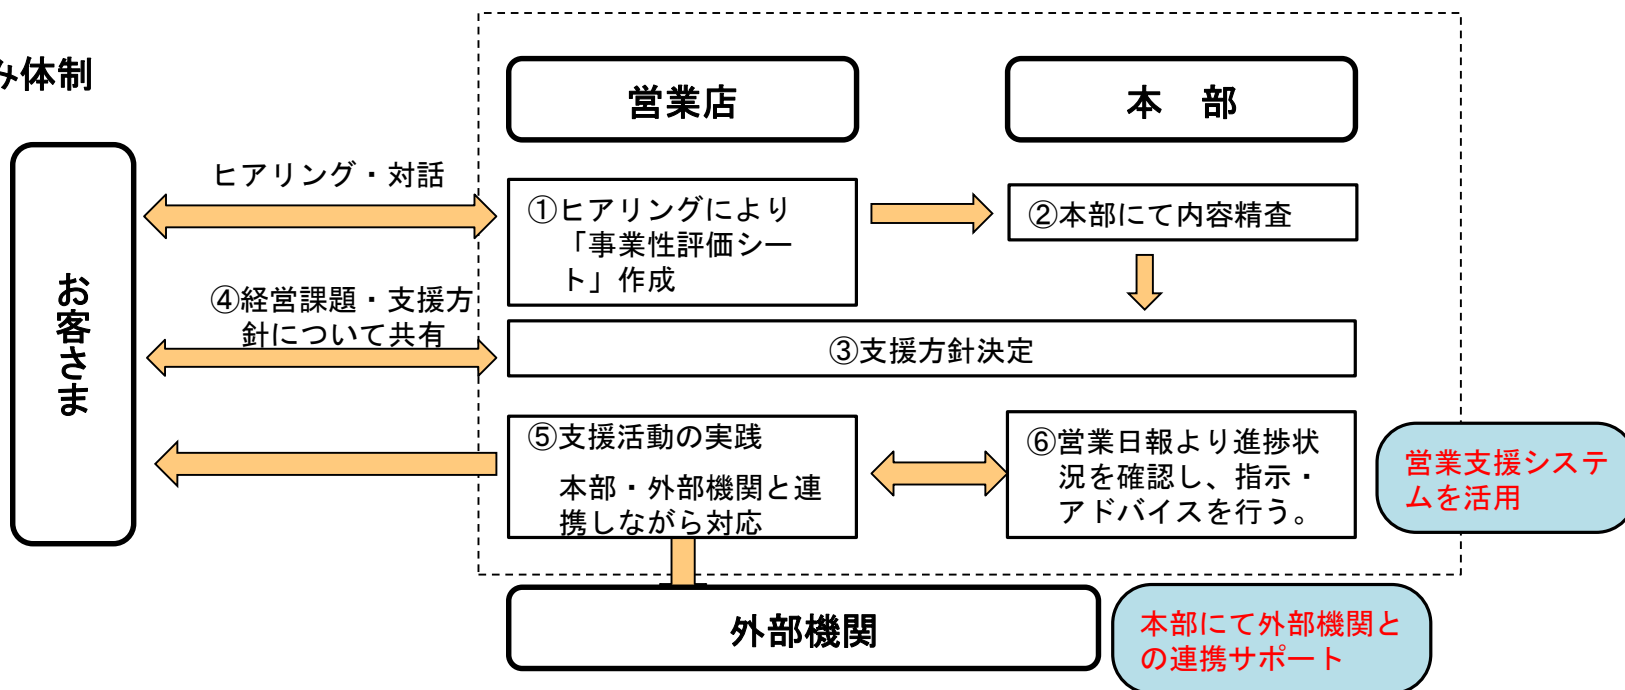 み体制
営業店
本　部
お客さま
ヒアリング・対話
①ヒアリングにより
「事業性評価シー
ト」作成
②本部にて内容精査
④経営課題・支援方
針について共有
③支援方針決定
⑤支援活動の実践
本部・外部機関と連
携しながら対応
⑥営業日報より進捗状
況を確認し、指示・
アドバイスを行う。
営業支援システ
ムを活用
外部機関
本部にて外部機関と
の連携サポート